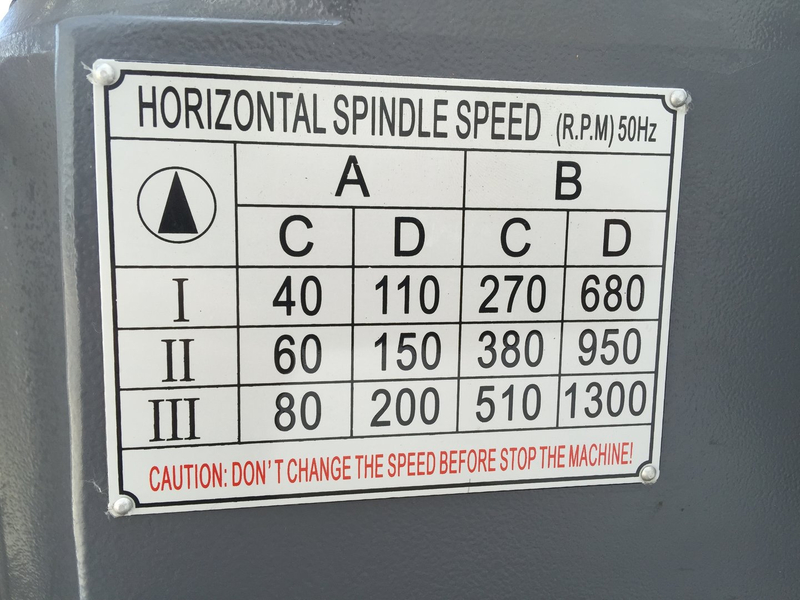 HORIZONTAL SPINDLE SPEED (R.P.M) 50Hz
A B
C D C D
I 40 110 270 680
II 60 150 380 950
III 80 200 510 1300
CAUTION: DON'T CHANGE THE SPEED BEFORE STOP THE MACHINE!